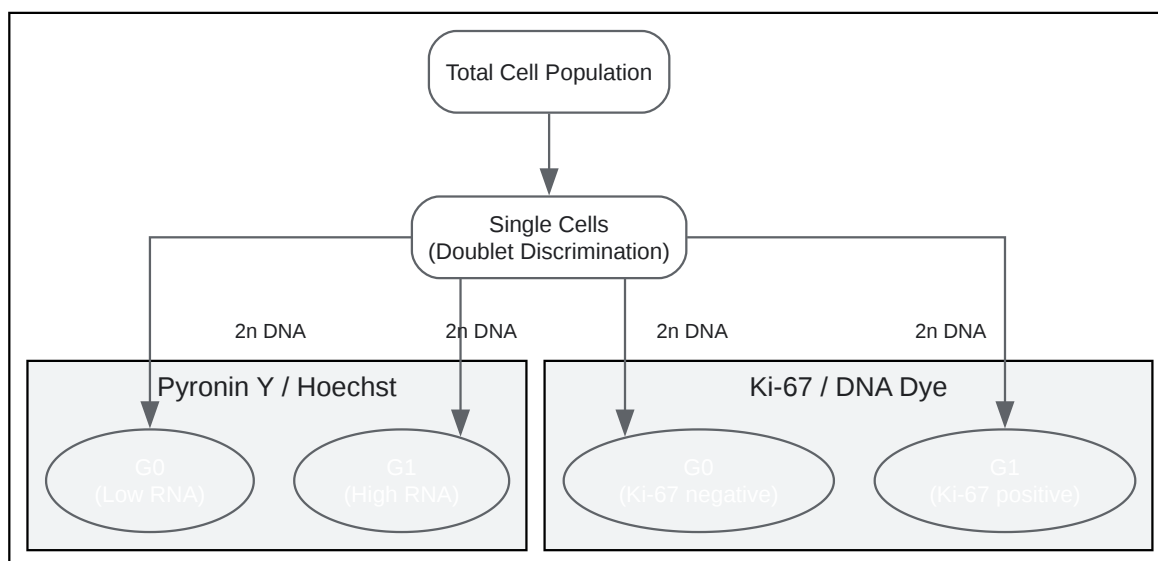 Total Cell Population
Single Cells
(Doublet Discrimination)
2n DNA
2n DNA
2n DNA
2n DNA
Pyronin Y / Hoechst
Ki-67 / DNA Dye
G0
(Low RNA)
G1
(High RNA)
G0
(Ki-67 negative)
G1
(Ki-67 positive)